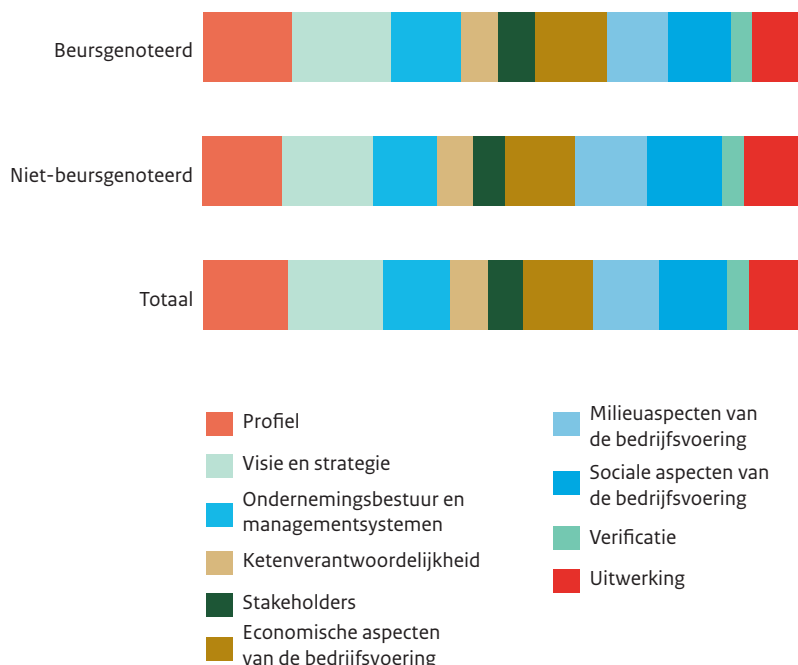 Beursgenoteerd
Niet-beursgenoteerd
Totaal
Profiel
Visie en strategie
Ondernemingsbestuur en
managementsystemen
Ketenverantwoordelijkheid
Stakeholders
Economische aspecten
van de bedrijfsvoering
Milieuaspecten van
de bedrijfsvoering
Sociale aspecten van
de bedrijfsvoering
Verificatie
Uitwerking